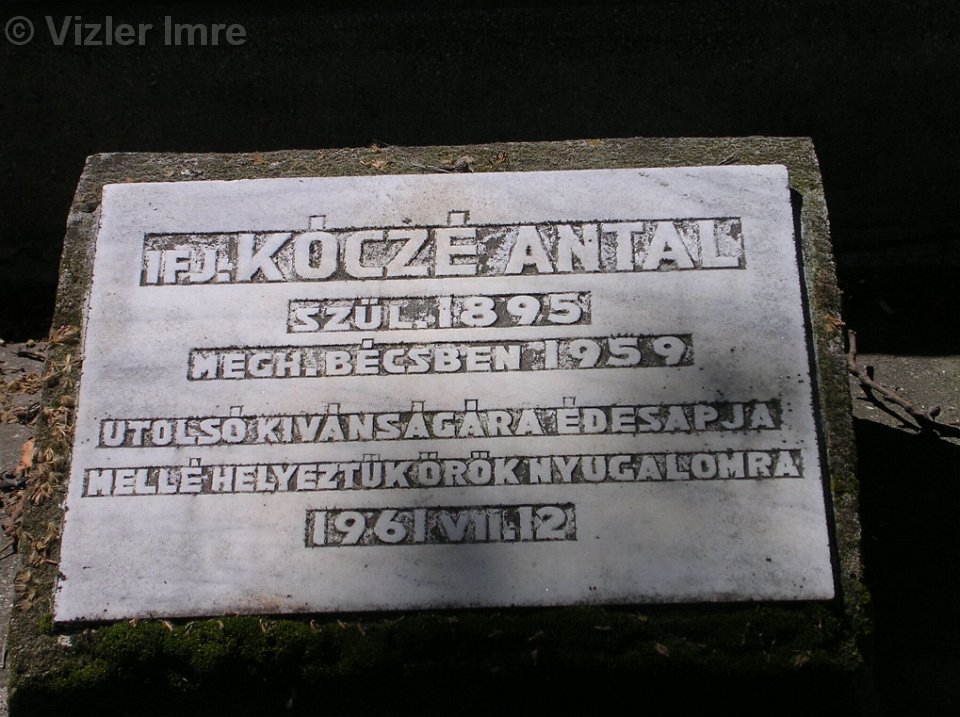 © Vizler Imre
IFJ. KÓCZÉ ANTAL
SZÜL. 1895
MEGH. BÉCSBEN 1959
UTOLSÓ KIVÁNSÁGÁRA ÉDESAPJA
MELLÉ HELYEZTÜK ÖRÖK NYUGALOMRA
1961 VII. 12